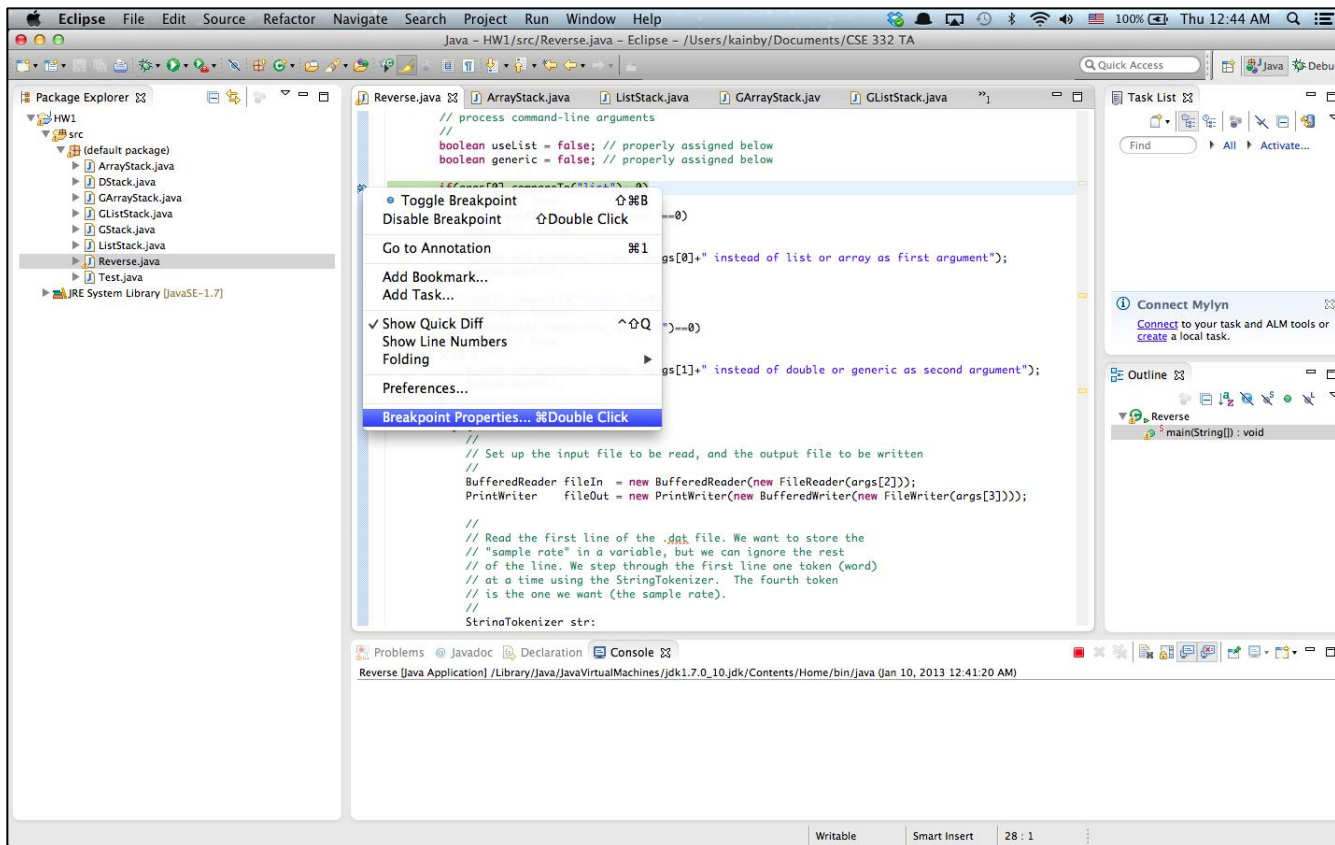 Eclipse File Edit Source Refactor Navigate Search Project Run Window Help 100% Thu 12:44 AM
Java – HW1/src/Reverse.java – Eclipse – /Users/kainby/Documents/CSE 332 TA
Quick Access Java Debu
Package Explorer
HW1
src
(default package)
ArrayStack.java
DStack.java
GArrayStack.java
GListStack.java
GStack.java
ListStack.java
Reverse.java
Test.java
JRE System Library [JavaSE-1.7]
Reverse.java ArrayStack.java ListStack.java GArrayStack.jav GListStack.java "1
// process command-line arguments
//
boolean useList = false; // properly assigned below
boolean generic = false; // properly assigned below
==0)
gs[0]+" instead of list or array as first argument");
")==0)
gs[1]+" instead of double or generic as second argument");
Toggle Breakpoint ⇧⌘B
Disable Breakpoint ⇧Double Click
Go to Annotation ⌘1
Add Bookmark...
Add Task...
✓ Show Quick Diff ^⇧Q
Show Line Numbers
Folding
Preferences...
Breakpoint Properties... ⌘Double Click
//
// Set up the input file to be read, and the output file to be written
//
BufferedReader fileIn = new BufferedReader(new FileReader(args[2]));
PrintWriter fileOut = new PrintWriter(new BufferedWriter(new FileWriter(args[3])));
//
// Read the first line of the .dat file. We want to store the
// "sample rate" in a variable, but we can ignore the rest
// of the line. We step through the first line one token (word)
// at a time using the StringTokenizer. The fourth token
// is the one we want (the sample rate).
//
StringTokenizer str;
Task List
Find All Activate...
Connect Mylyn
Connect to your task and ALM tools or
create a local task.
Outline
Reverse
main(String[]) : void
Problems @ Javadoc Declaration Console
Reverse [Java Application] /Library/Java/JavaVirtualMachines/jdk1.7.0_10.jdk/Contents/Home/bin/java (Jan 10, 2013 12:41:20 AM)
Writable Smart Insert 28 : 1